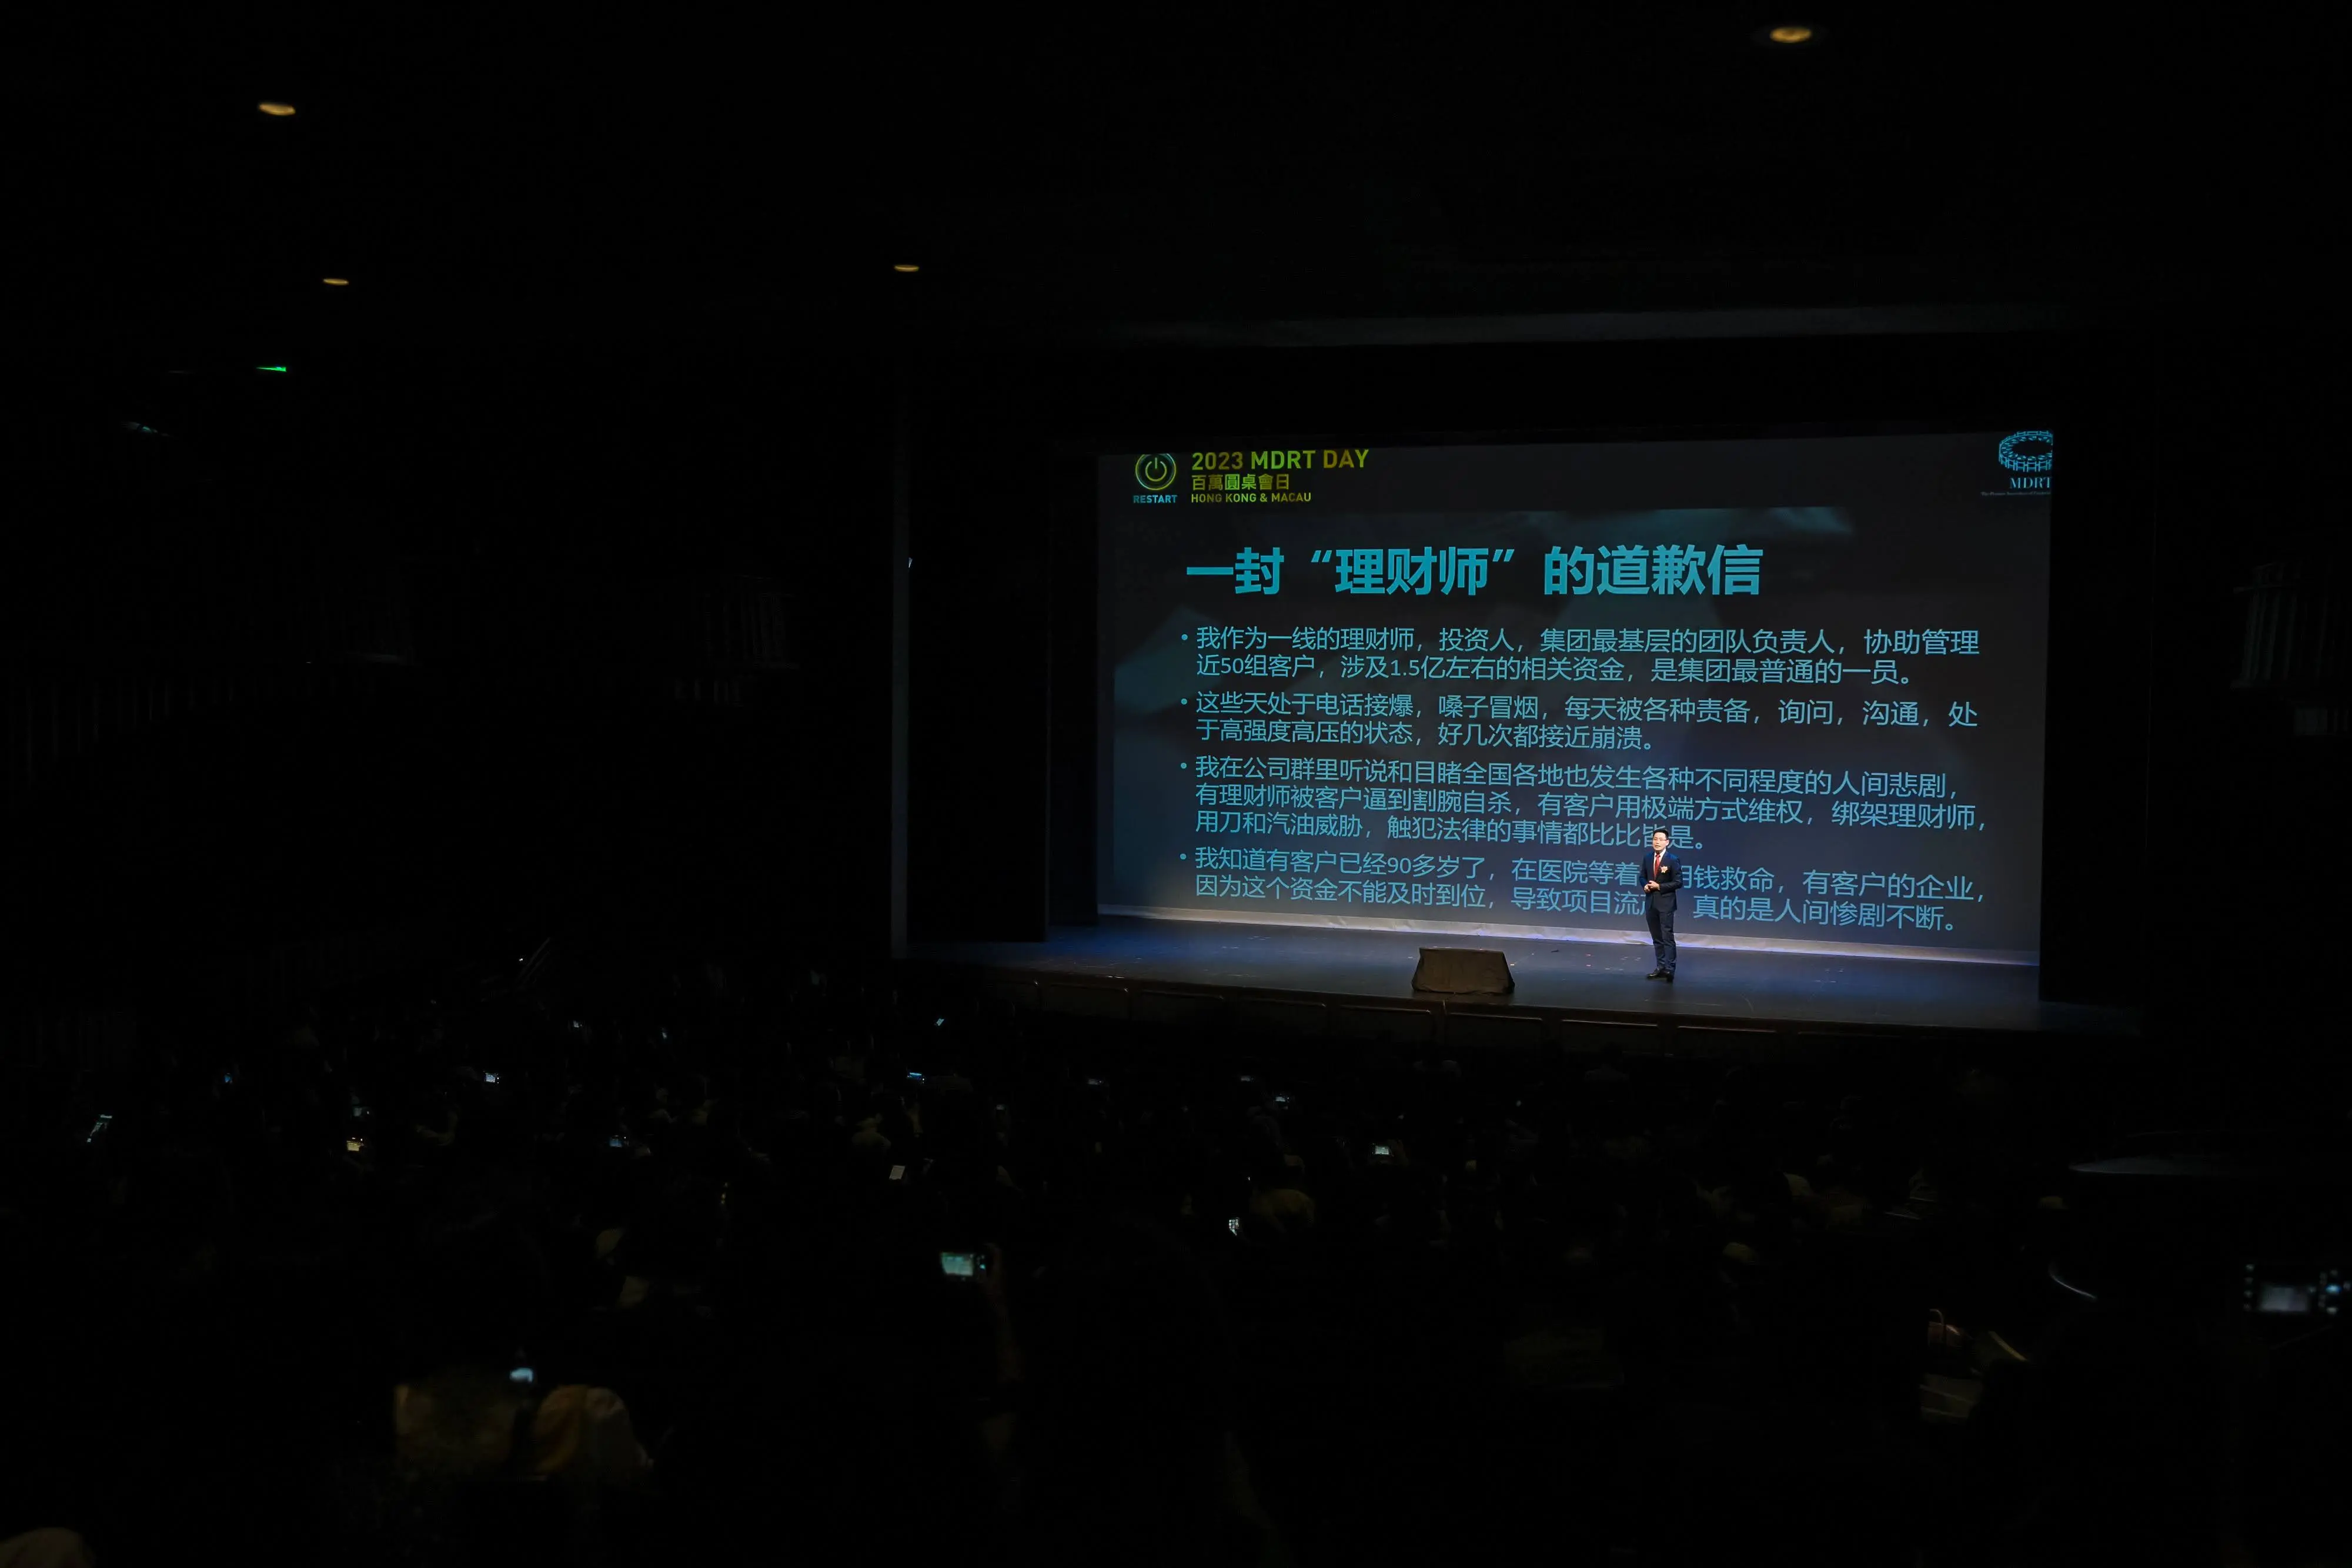 2023 MDRT DAY
百萬圓桌會日
RESTART
HONG KONG & MACAU
MDRT
一封“理财师”的道歉信
• 我作为一线的理财师，投资人，集团最基层的团队负责人，协助管理
近50组客户，涉及1.5亿左右的相关资金，是集团最普通的一员。
• 这些天处于电话接爆，嗓子冒烟，每天被各种责备，询问，沟通，处
于高强度高压的状态，好几次都接近崩溃。
• 我在公司群里听说和目睹全国各地也发生各种不同程度的人间悲剧，
有理财师被客户逼到割腕自杀，有客户用极端方式维权，绑架理财师，
用刀和汽油威胁，触犯法律的事情都比比皆是。
• 我知道有客户已经90多岁了，在医院等着 用钱救命，有客户的企业，
因为这个资金不能及时到位，导致项目流 真的是人间惨剧不断。